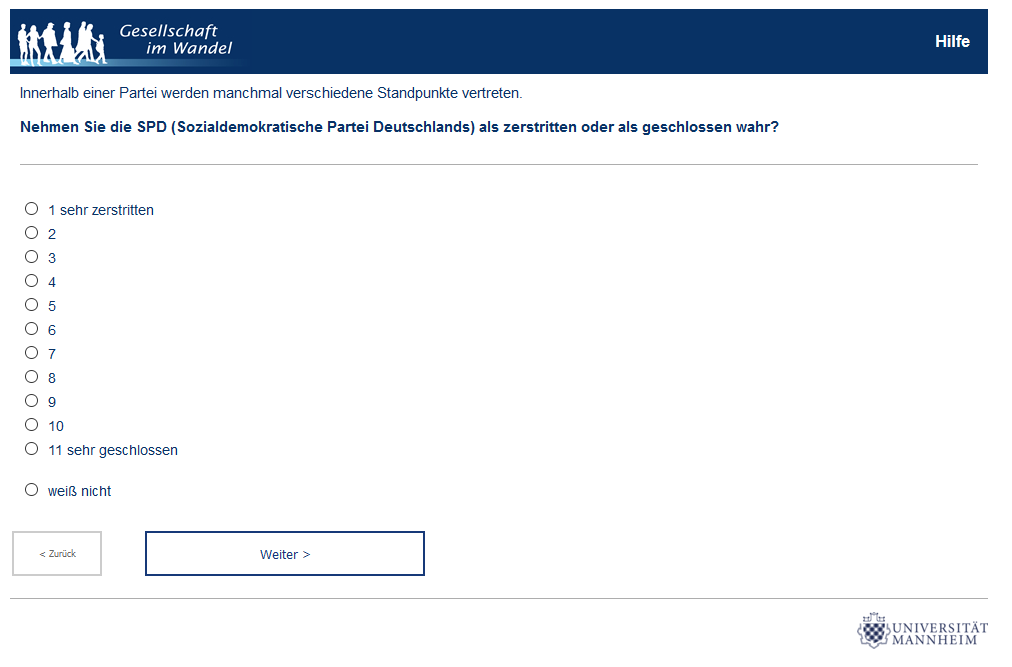 Gesellschaft
im Wandel
Hilfe
Innerhalb einer Partei werden manchmal verschiedene Standpunkte vertreten.
Nehmen Sie die SPD (Sozialdemokratische Partei Deutschlands) als zerstritten oder als geschlossen wahr?
1 sehr zerstritten
2
3
4
5
6
7
8
9
10
11 sehr geschlossen
weiß nicht
< Zurück
Weiter >
UNIVERSITÄT
MANNHEIM